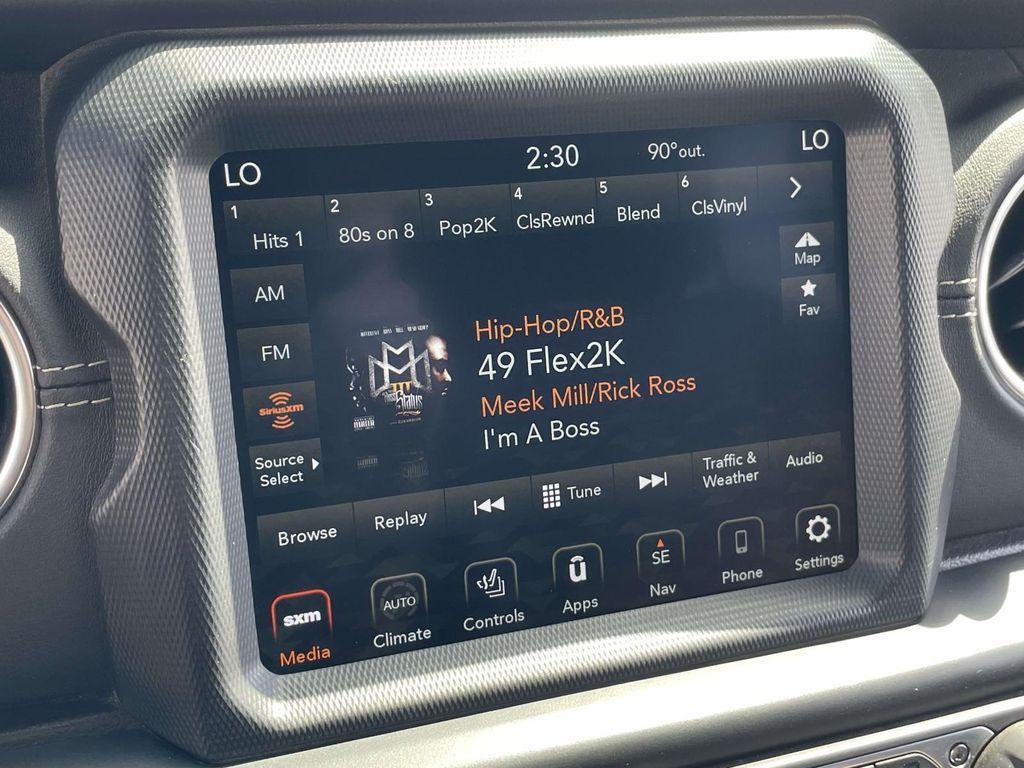 LO
2:30
90°out.
LO
1
Hits 1
2
80s on 8
3
Pop2K
4
ClsRewnd
5
Blend
6
ClsVinyl
AM
FM
SiriusXM
Source
Select
Map
Fav
Hip-Hop/R&B
49 Flex2K
Meek Mill/Rick Ross
I'm A Boss
MM
Status
Browse
Replay
Tune
Traffic &
Weather
Audio
sxm
Media
AUTO
Climate
Controls
û
Apps
SE
Nav
Phone
Settings